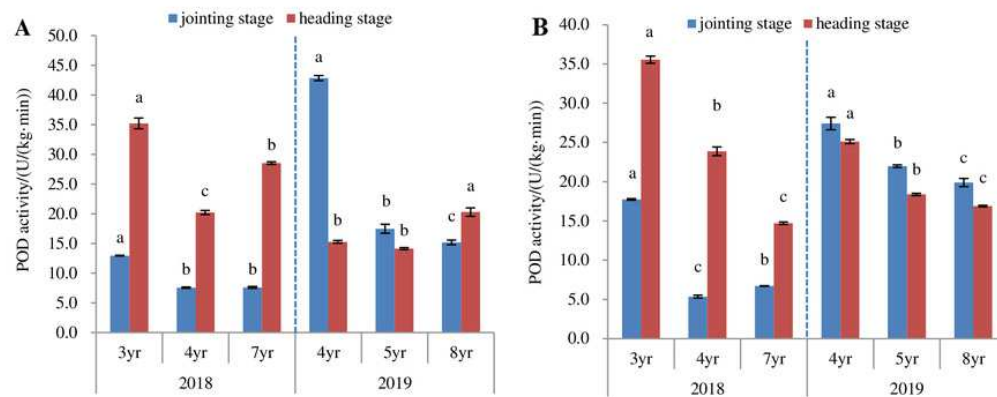 A
jointing stage heading stage
POD activity/(U/(kg·min))
50.0
45.0
40.0
35.0
30.0
25.0
20.0
15.0
10.0
5.0
0.0
a a b c b b a b b b c a
3yr 4yr 7yr 4yr 5yr 8yr
2018 2019
B
jointing stage heading stage
POD activity/(U/(kg·min))
40.0
35.0
30.0
25.0
20.0
15.0
10.0
5.0
0.0
a a c b b c a a b b c c
3yr 4yr 7yr 4yr 5yr 8yr
2018 2019